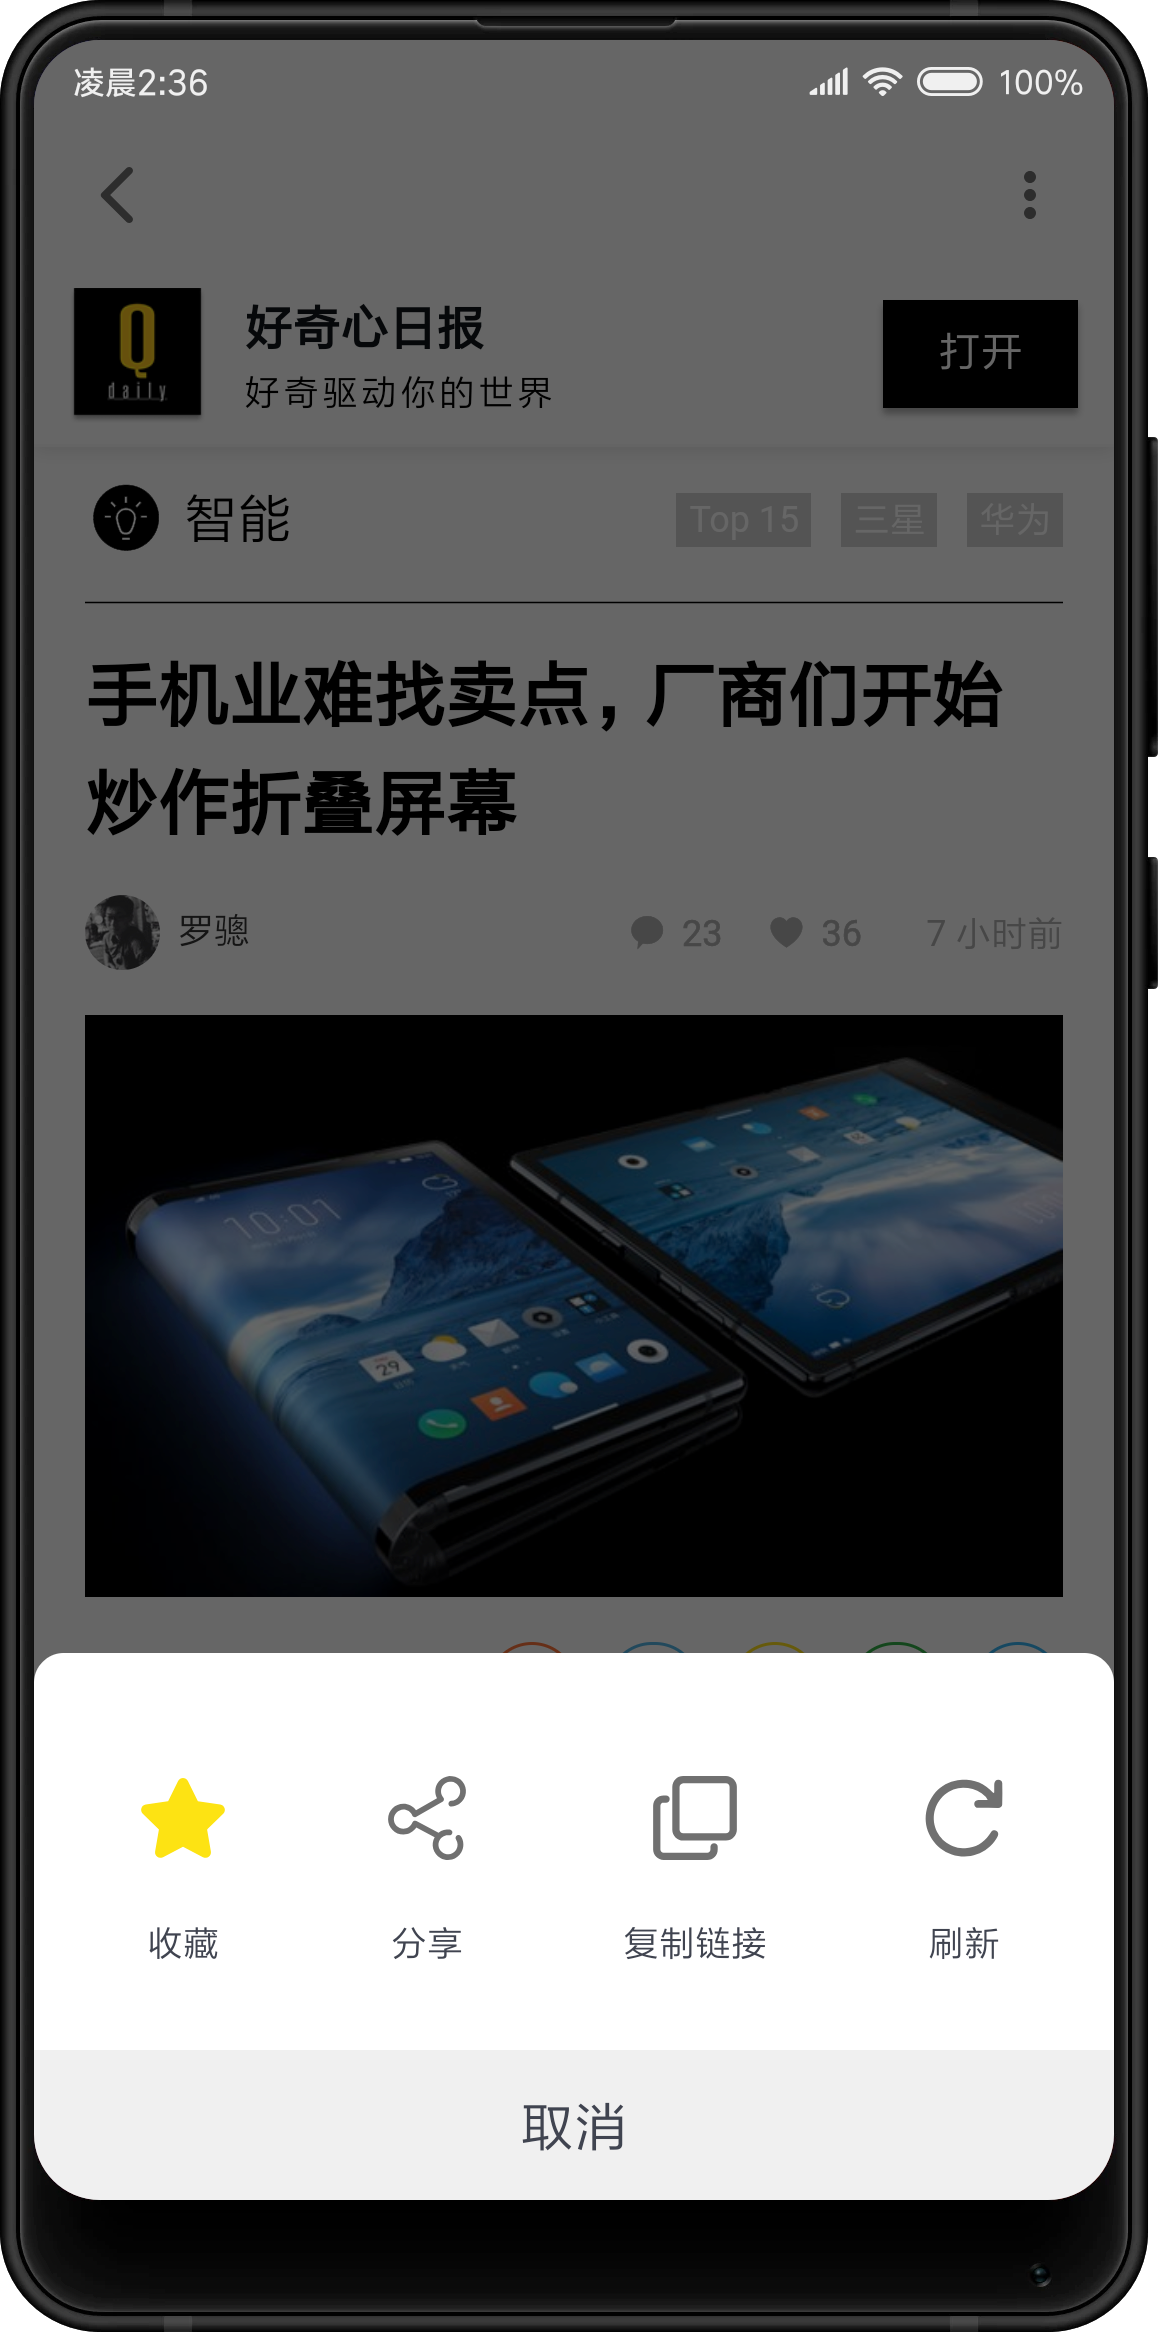 凌晨2:36
100%
Q
daily
好奇心日报
好奇驱动你的世界
打开
智能
Top 15
三星
华为
手机业难找卖点，厂商们开始
炒作折叠屏幕
罗骢
23
36
7 小时前
10:01
29
收藏
分享
复制链接
刷新
取消